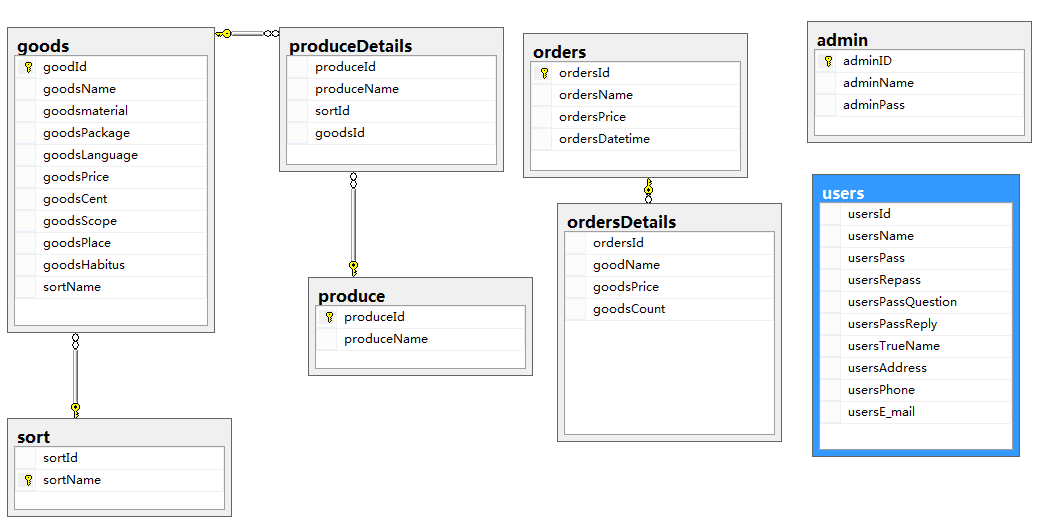 goods
goodId
goodsName
goodsmaterial
goodsPackage
goodsLanguage
goodsPrice
goodsCent
goodsScope
goodsPlace
goodsHabitus
sortName
produceDetails
produceId
produceName
sortId
goodsId
orders
ordersId
ordersName
ordersPrice
ordersDatetime
admin
adminID
adminName
adminPass
users
usersId
usersName
usersPass
usersRepass
usersPassQuestion
usersPassReply
usersTrueName
usersAddress
usersPhone
usersE_mail
ordersDetails
ordersId
goodName
goodsPrice
goodsCount
produce
produceId
produceName
sort
sortId
sortName